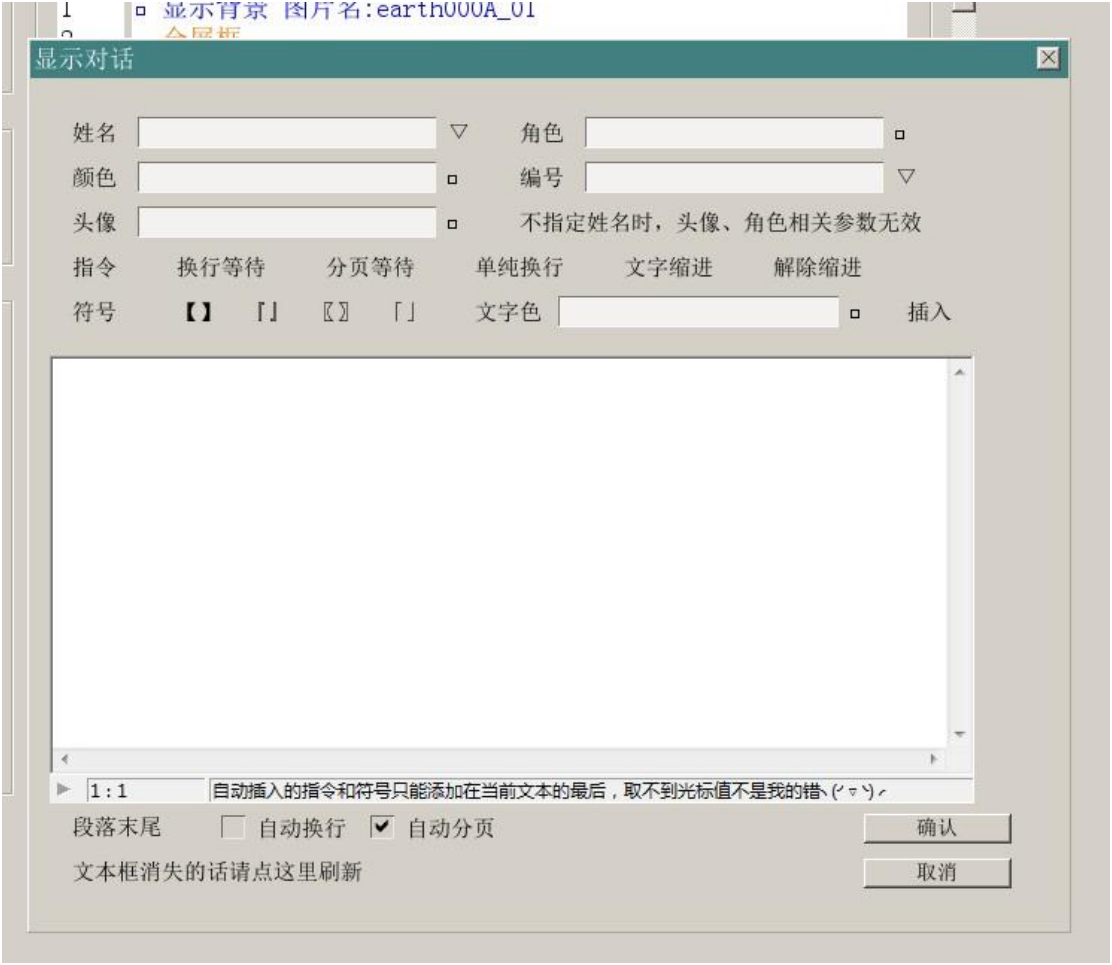 1 显示背景 图片名:earth000A_01
2 全屏框
显示对话
姓名 ▽ 角色
颜色 编号 ▽
头像 不指定姓名时，头像、角色相关参数无效
指令 换行等待 分页等待 单纯换行 文字缩进 解除缩进
符号 【】 『』 〖〗 「」 文字色 插入
1:1 自动插入的指令和符号只能添加在当前文本的最后，取不到光标值不是我的错ヽ(′▿`)ノ
段落末尾 自动换行 自动分页 确认
文本框消失的话请点这里刷新 取消